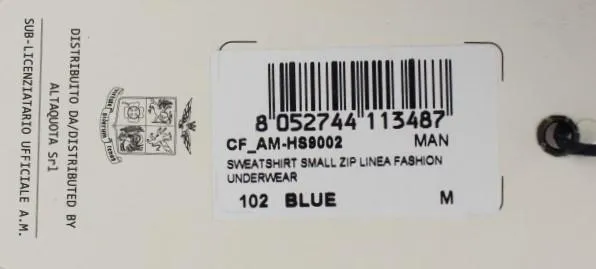 DISTRIBUITO DA/DISTRIBUTED BY
ALTAQUOTA Srl
SUB-LICENZIATARIO UFFICIALE A.M.
8 052744 113487
CF_AM-HS9002 MAN
SWEATSHIRT SMALL ZIP LINEA FASHION
UNDERWEAR
102 BLUE M